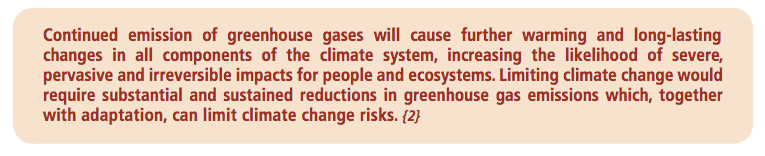 Continued emission of greenhouse gases will cause further warming and long-lasting
changes in all components of the climate system, increasing the likelihood of severe,
pervasive and irreversible impacts for people and ecosystems. Limiting climate change would
require substantial and sustained reductions in greenhouse gas emissions which, together
with adaptation, can limit climate change risks. {2}